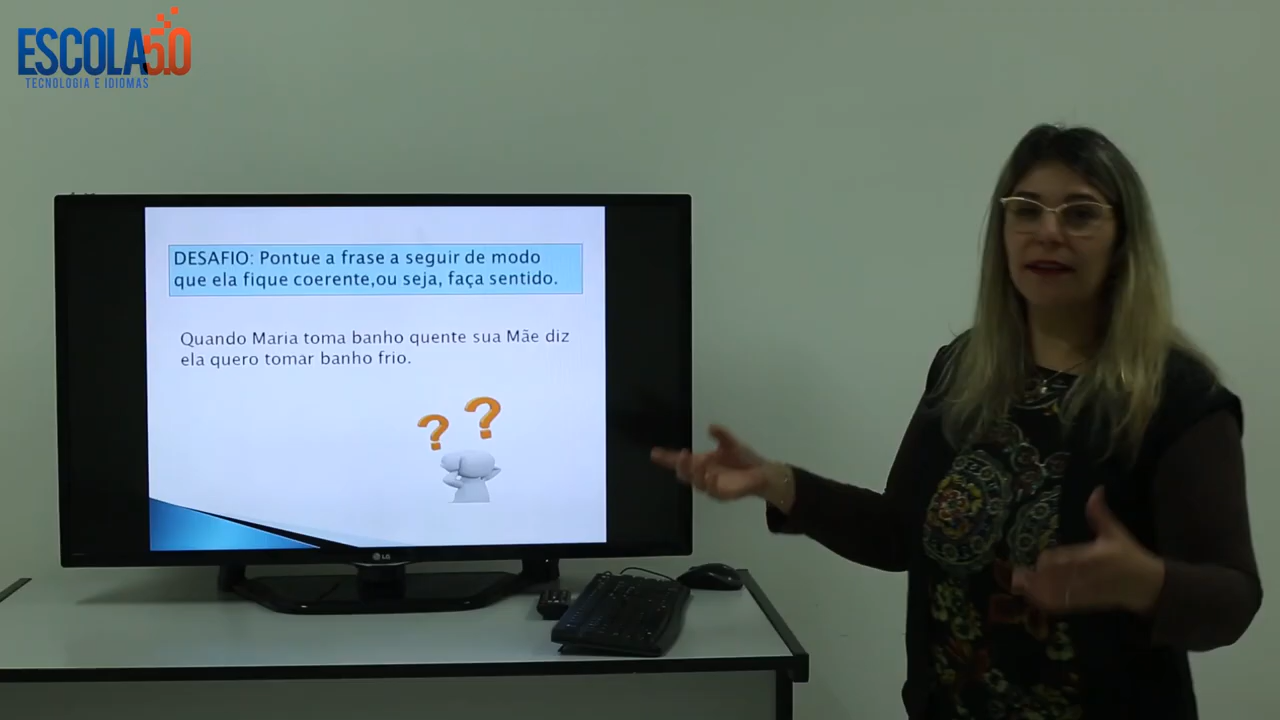 ESCOLA5.0
TECNOLOGIA E IDIOMAS
DESAFIO: Pontue a frase a seguir de modo
que ela fique coerente,ou seja, faça sentido.
Quando Maria toma banho quente sua Mãe diz
ela quero tomar banho frio.
? ?
LG